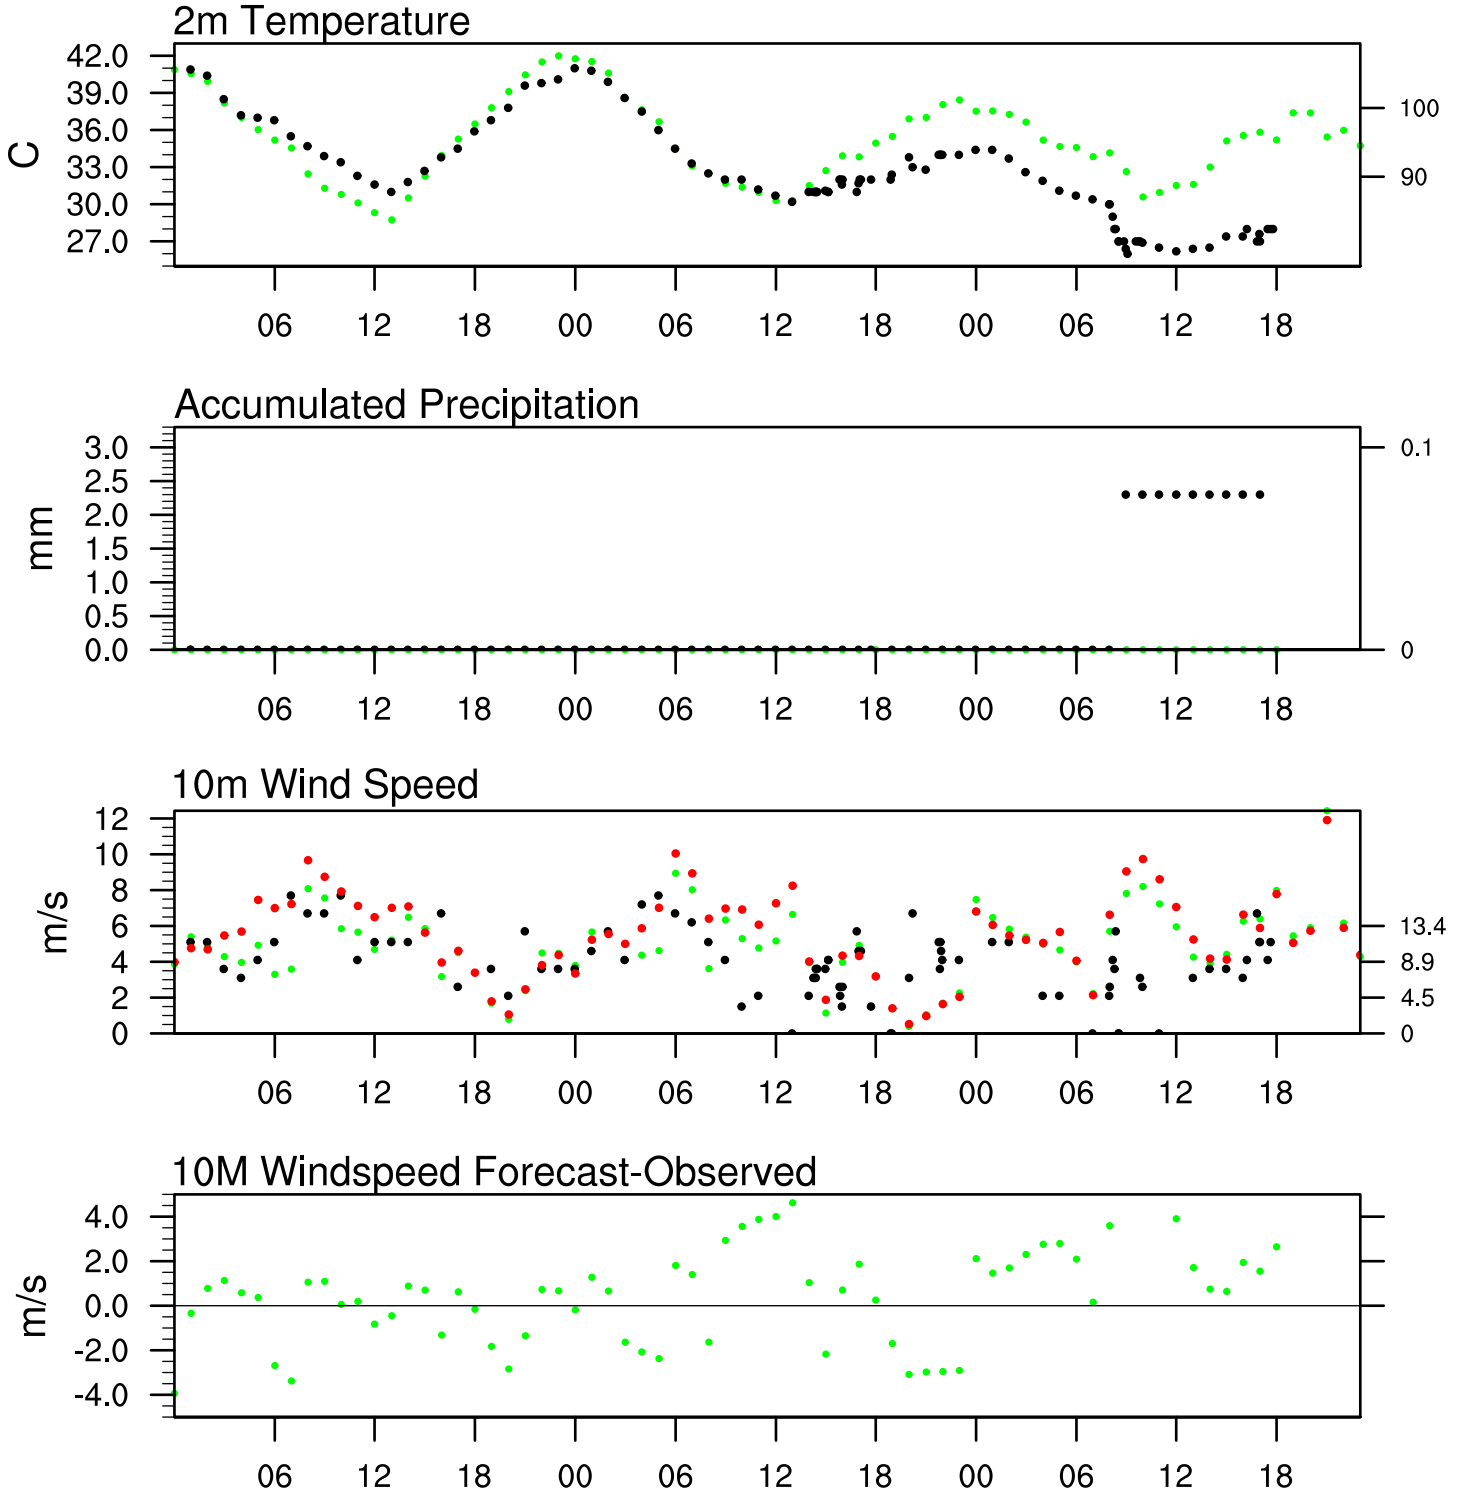 2m Temperature
42.0
39.0
36.0
33.0
30.0
27.0
C
100
90
06 12 18 00 06 12 18 00 06 12 18
Accumulated Precipitation
3.0
2.5
2.0
1.5
1.0
0.5
0.0
mm
0.1
0
06 12 18 00 06 12 18 00 06 12 18
10m Wind Speed
12
10
8
6
4
2
0
m/s
13.4
8.9
4.5
0
06 12 18 00 06 12 18 00 06 12 18
10M Windspeed Forecast-Observed
4.0
2.0
0.0
-2.0
-4.0
m/s
06 12 18 00 06 12 18 00 06 12 18